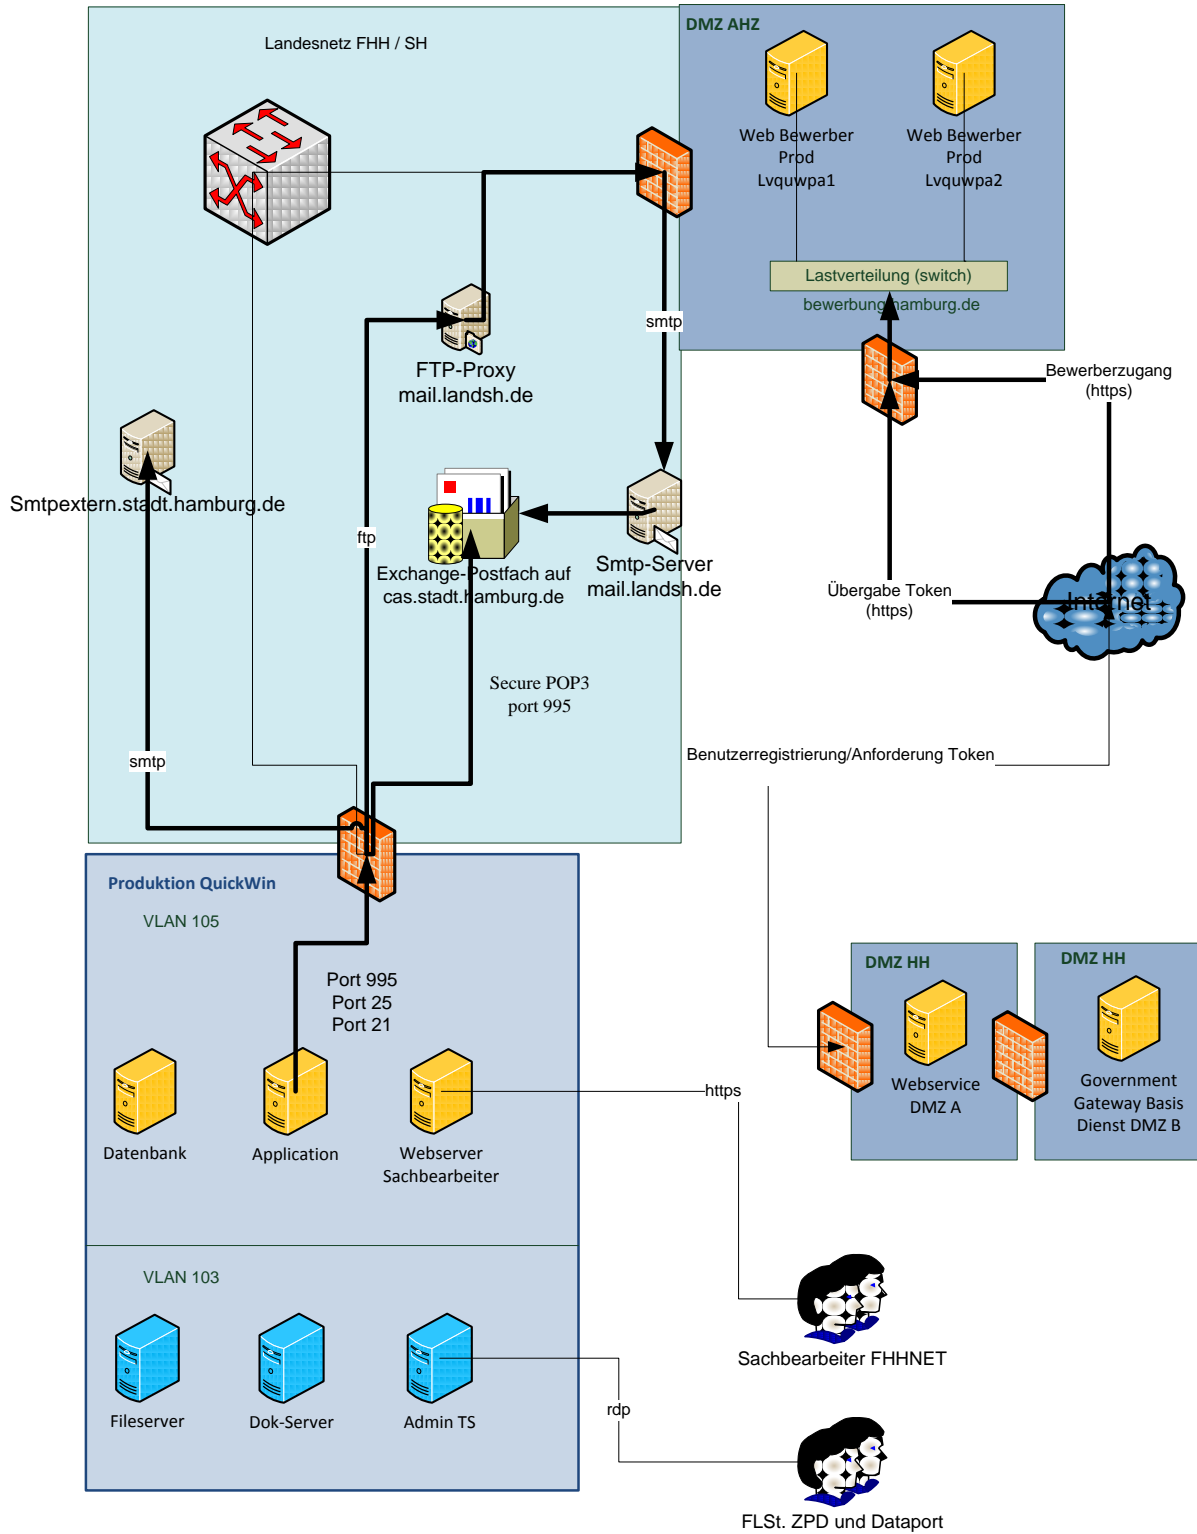 Landesnetz FHH / SH
DMZ AHZ
Web Bewerber
Prod
Lvquwpa1
Web Bewerber
Prod
Lvquwpa2
Lastverteilung (switch)
bewerbung.hamburg.de
smtp
FTP-Proxy
mail.landsh.de
Bewerberzugang
(https)
Smtpextern.stadt.hamburg.de
ftp
Exchange-Postfach auf
cas.stadt.hamburg.de
Smtp-Server
mail.landsh.de
Übergabe Token
(https)
Internet
Secure POP3
port 995
smtp
Benutzerregistrierung/Anforderung Token
Produktion QuickWin
VLAN 105
Port 995
Port 25
Port 21
Datenbank
Application
Webserver
Sachbearbeiter
https
DMZ HH
Webservice
DMZ A
DMZ HH
Government
Gateway Basis
Dienst DMZ B
VLAN 103
Fileserver
Dok-Server
Admin TS
rdp
Sachbearbeiter FHHNET
FLSt. ZPD und Dataport